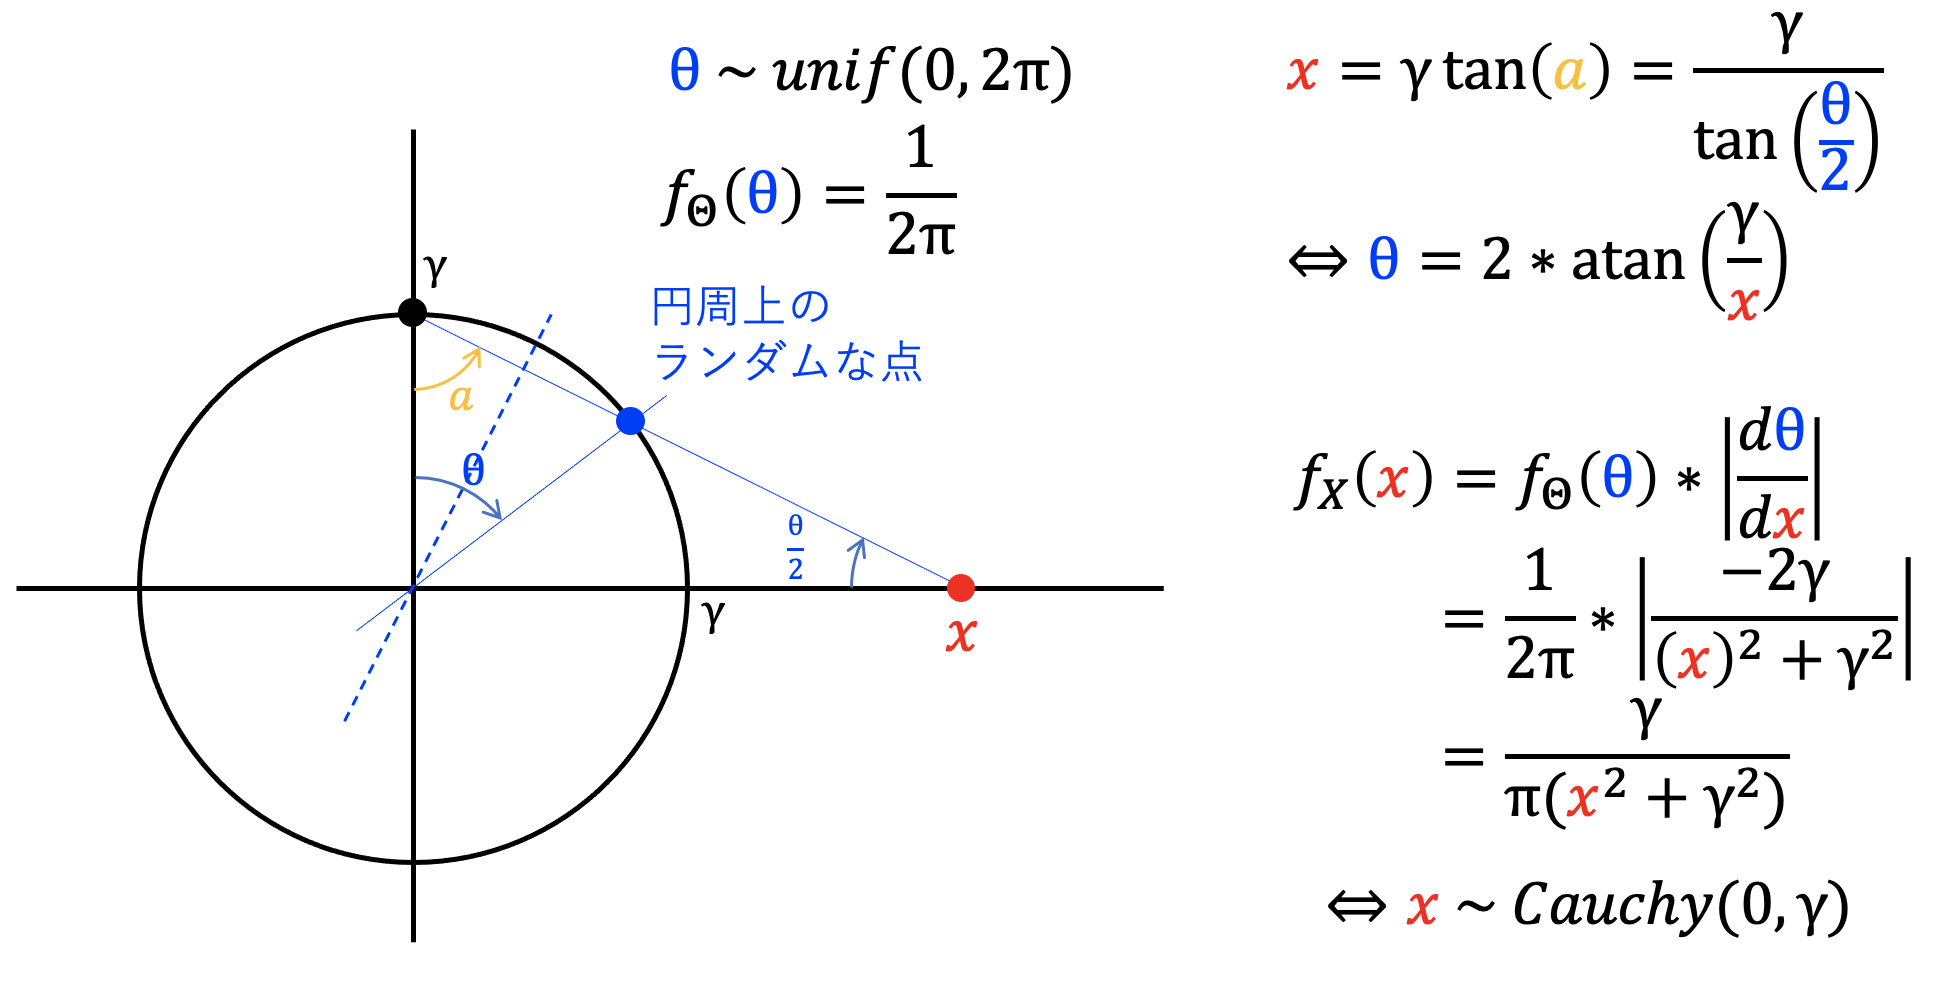 θ ~ unif(0, 2π)
f_Θ(θ) = 1/2π
γ
円周上の
ランダムな点
a
θ
θ/2
γ
x
x = γ tan(a) = γ / tan(θ/2)
⇔ θ = 2 * atan(γ/x)
f_X(x) = f_Θ(θ) * |dθ/dx|
= 1/2π * |−2γ / ((x)² + γ²)|
= γ / π(x² + γ²)
⇔ x ~ Cauchy(0, γ)